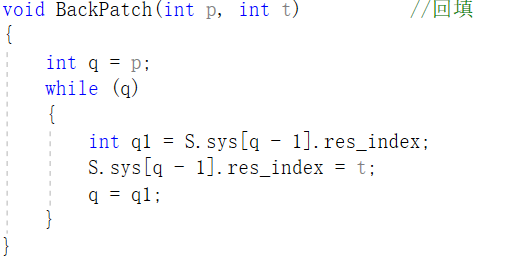 void BackPatch(int p, int t) //回填
{
int q = p;
while (q)
{
int q1 = S.sys[q - 1].res_index;
S.sys[q - 1].res_index = t;
q = q1;
}
}